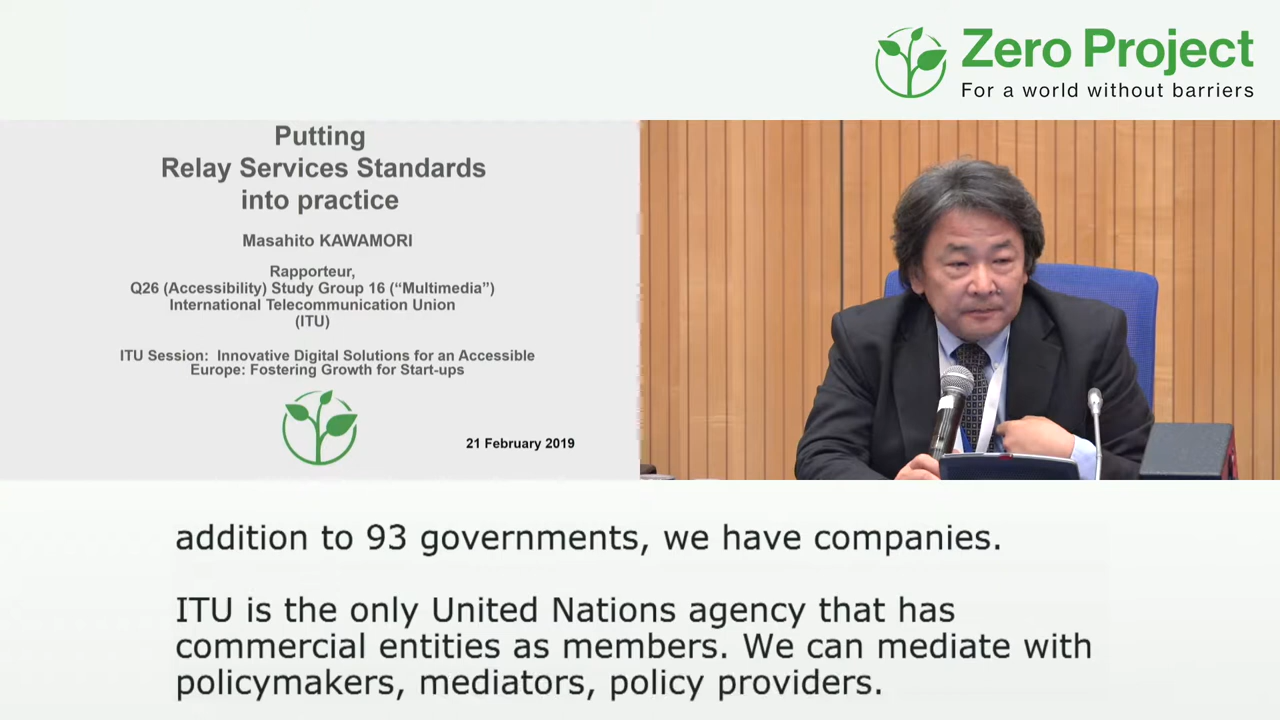 Zero Project
For a world without barriers
Putting
Relay Services Standards
into practice
Masahito KAWAMORI
Rapporteur,
Q26 (Accessibility) Study Group 16 (“Multimedia”)
International Telecommunication Union
(ITU)
ITU Session: Innovative Digital Solutions for an Accessible
Europe: Fostering Growth for Start-ups
21 February 2019
addition to 93 governments, we have companies.
ITU is the only United Nations agency that has
commercial entities as members. We can mediate with
policymakers, mediators, policy providers.